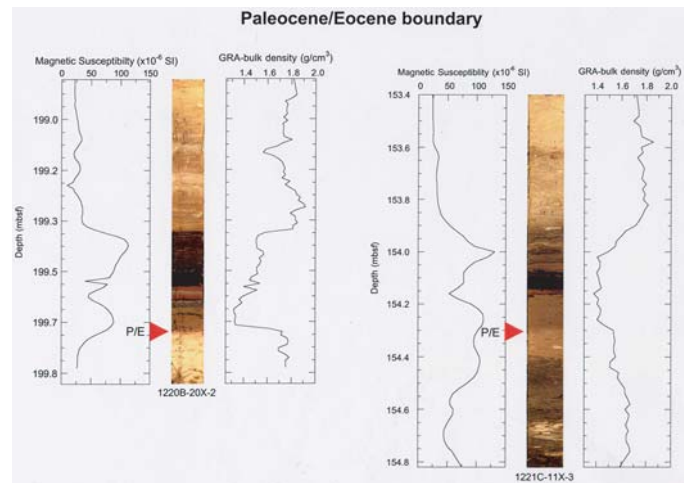 Paleocene/Eocene boundary
Magnetic Susceptibilty (x10-6 SI)
0 50 100 150
GRA-bulk density (g/cm3)
1.4 1.6 1.8 2.0
Depth (mbsf)
199.0
199.2
199.3
199.5
199.7
199.8
P/E
1220B-20X-2
Magnetic Susceptiblity (x10-6 SI)
0 50 100 150
GRA-bulk density (g/cm3)
1.4 1.6 1.8 2.0
Depth (mbsf)
153.4
153.6
153.8
154.0
154.2
154.4
154.6
154.8
P/E
1221C-11X-3